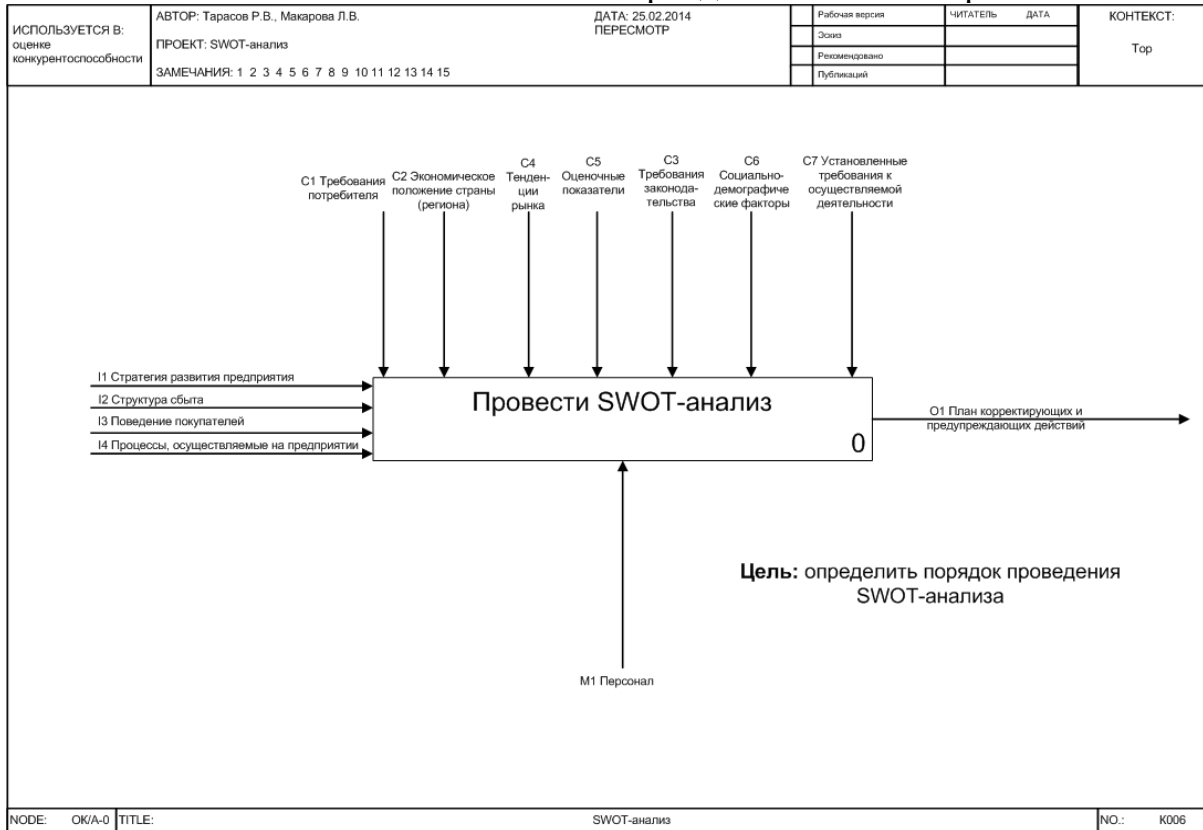 ИСПОЛЬЗУЕТСЯ В:
оценке
конкурентоспособности
АВТОР: Тарасов Р.В., Макарова Л.В.
ДАТА: 25.02.2014
ПЕРЕСМОТР
ПРОЕКТ: SWOT-анализ
ЗАМЕЧАНИЯ: 1 2 3 4 5 6 7 8 9 10 11 12 13 14 15
Рабочая версия
Эскиз
Рекомендовано
Публикаций
ЧИТАТЕЛЬ ДАТА
КОНТЕКСТ:
Top
C1 Требования
потребителя
C2 Экономическое
положение страны
(региона)
C4
Тенден-
ции
рынка
C5
Оценочные
показатели
C3
Требования
законода-
тельства
C6
Социально-
демографиче
ские факторы
C7 Установленные
требования к
осуществляемой
деятельности
I1 Стратегия развития предприятия
I2 Структура сбыта
I3 Поведение покупателей
I4 Процессы, осуществляемые на предприятии
Провести SWOT-анализ
0
O1 План корректирующих и
предупреждающих действий
Цель: определить порядок проведения
SWOT-анализа
M1 Персонал
NODE: ОК/А-0 TITLE: SWOT-анализ NO.: К006